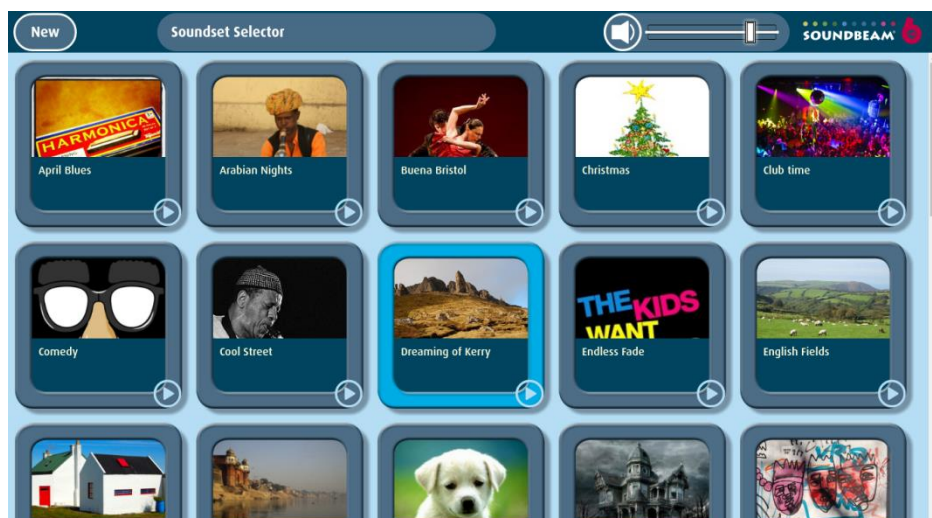 New
Soundset Selector
SOUNDBEAM 6
HARMONICA
April Blues
Arabian Nights
Buena Bristol
Christmas
Club time
THE KIDS
WANT
Comedy
Cool Street
Dreaming of Kerry
Endless Fade
English Fields